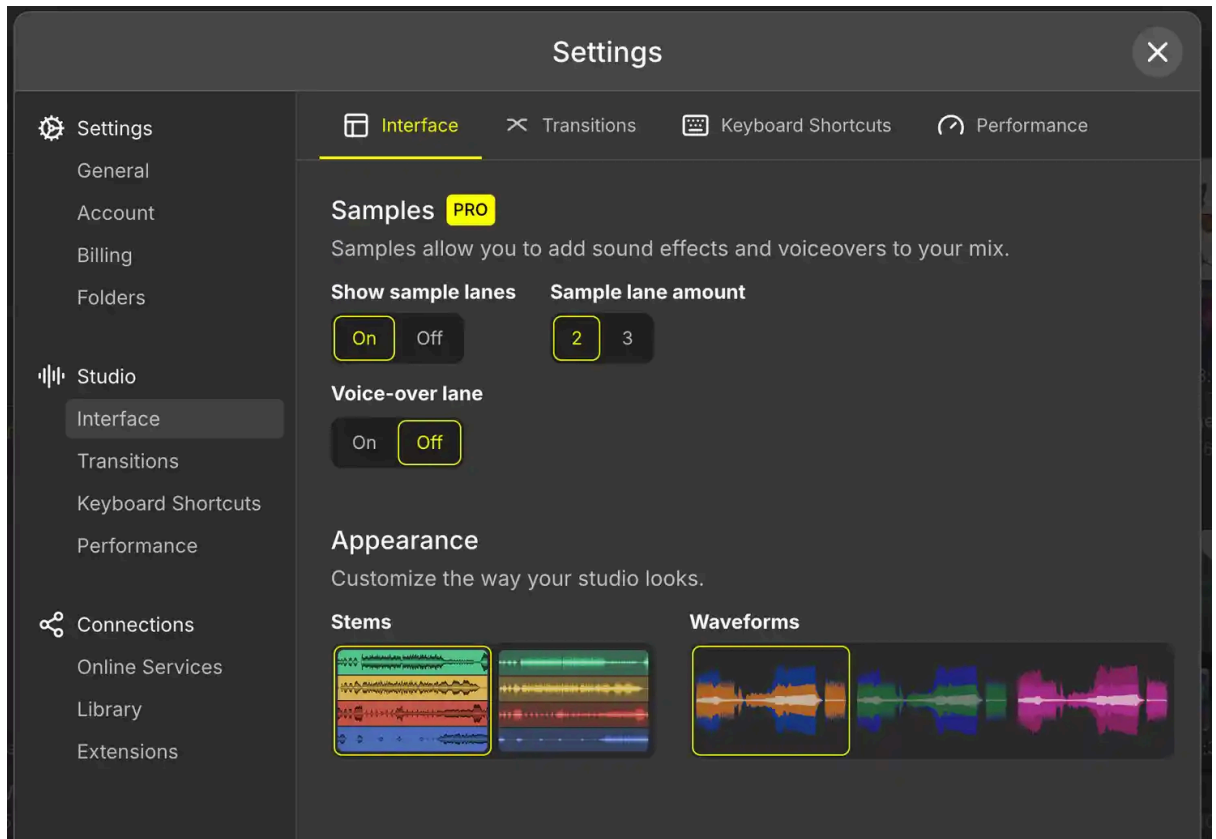 Settings
Settings
General
Account
Billing
Folders
Studio
Interface
Transitions
Keyboard Shortcuts
Performance
Connections
Online Services
Library
Extensions
Interface Transitions Keyboard Shortcuts Performance
Samples PRO
Samples allow you to add sound effects and voiceovers to your mix.
Show sample lanes Sample lane amount
On Off 2 3
Voice-over lane
On Off
Appearance
Customize the way your studio looks.
Stems Waveforms